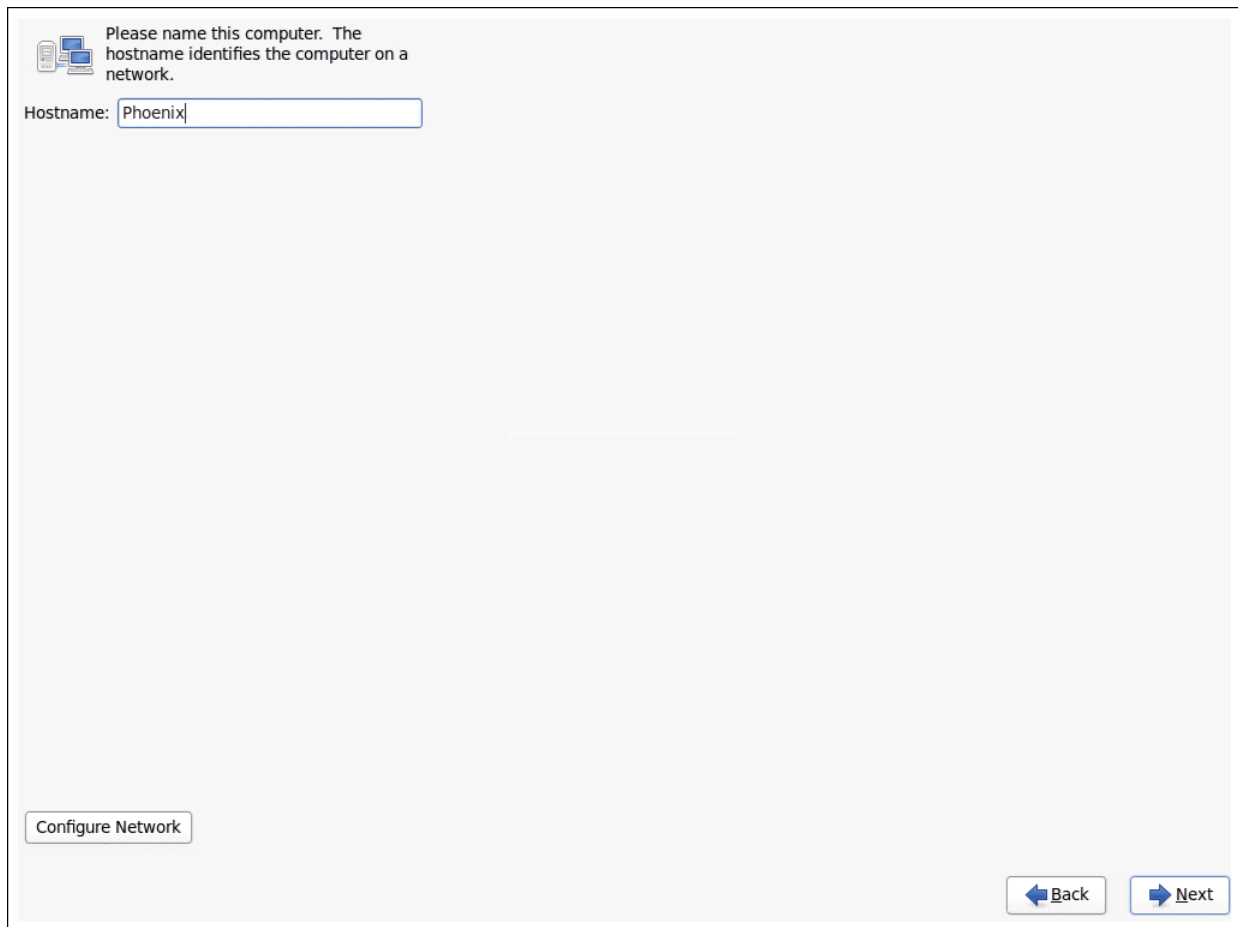 Please name this computer.  The
hostname identifies the computer on a
network.
Hostname: Phoenix
Configure Network
Back
Next